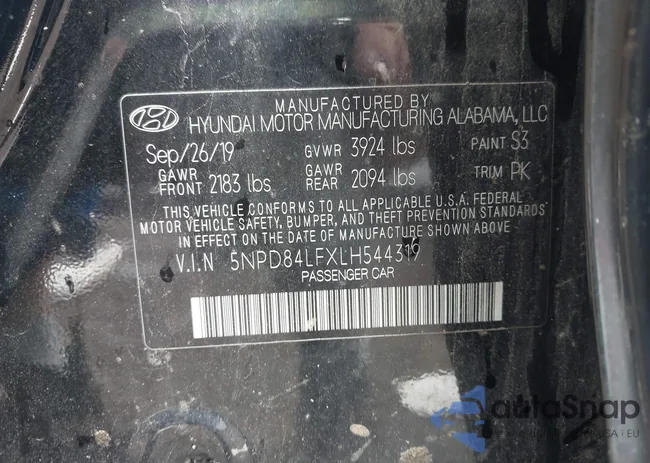 MANUFACTURED BY
HYUNDAI MOTOR MANUFACTURING ALABAMA, LLC
Sep/26/19 GVWR 3924 lbs PAINT S3
GAWR FRONT 2183 lbs GAWR REAR 2094 lbs TRIM PK
THIS VEHICLE CONFORMS TO ALL APPLICABLE U.S.A. FEDERAL
MOTOR VEHICLE SAFETY, BUMPER, AND THEFT PREVENTION STANDARDS
IN EFFECT ON THE DATE OF MANUFACTURE SHOWN ABOVE
V.I.N 5NPD84LFXLH544319
PASSENGER CAR
autoSnap